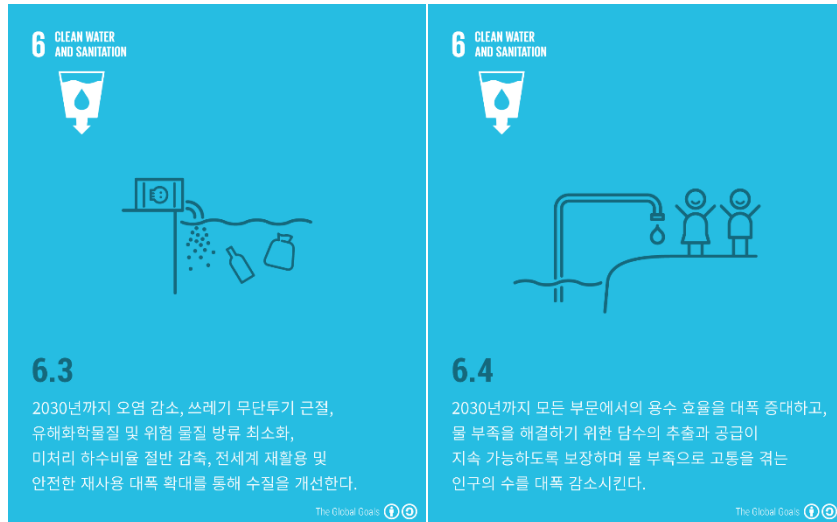 6 CLEAN WATER
AND SANITATION
6.3
2030년까지 오염 감소, 쓰레기 무단투기 근절,
유해화학물질 및 위험 물질 방류 최소화,
미처리 하수비율 절반 감축, 전세계 재활용 및
안전한 재사용 대폭 확대를 통해 수질을 개선한다.
The Global Goals
6 CLEAN WATER
AND SANITATION
6.4
2030년까지 모든 부문에서의 용수 효율을 대폭 증대하고,
물 부족을 해결하기 위한 담수의 추출과 공급이
지속 가능하도록 보장하며 물 부족으로 고통을 겪는
인구의 수를 대폭 감소시킨다.
The Global Goals